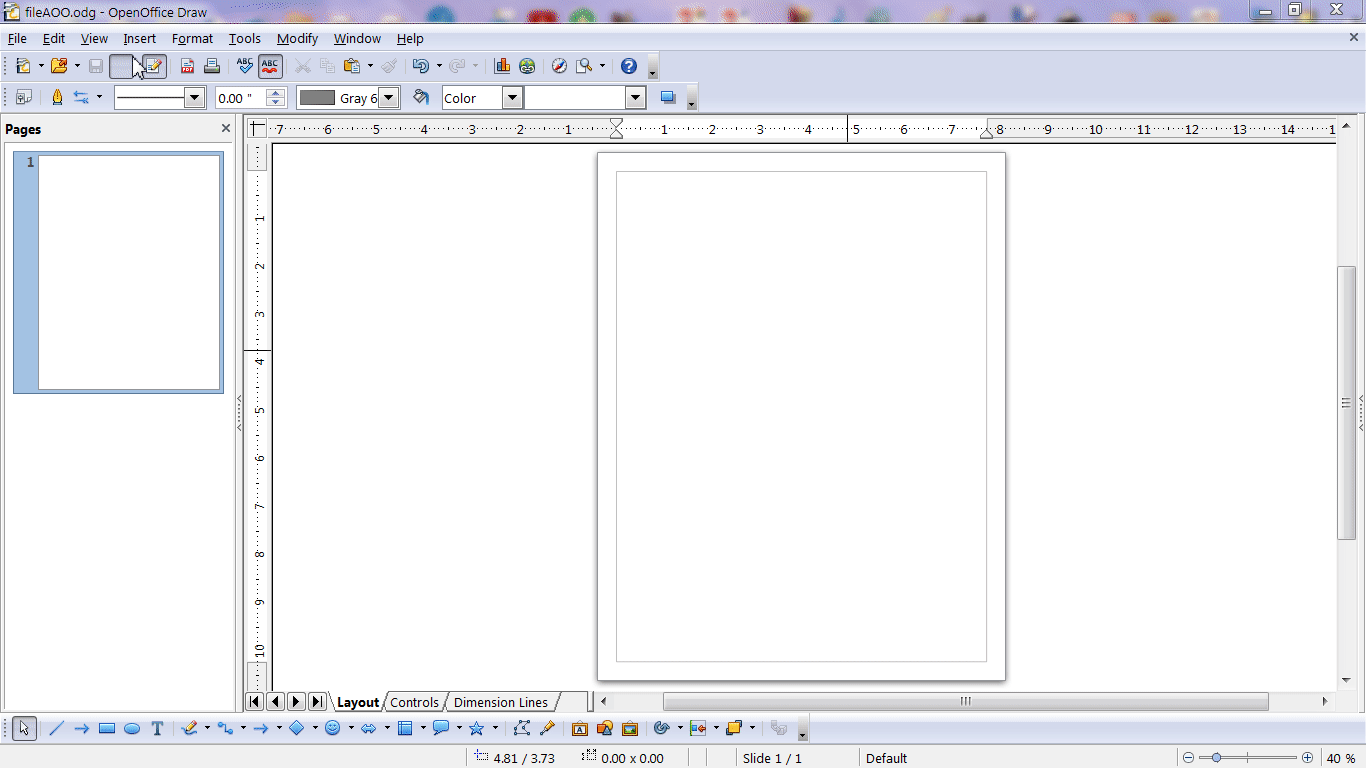 fileAOO.odg - OpenOffice Draw
File Edit View Insert Format Tools Modify Window Help
ABC ABC
0.00 " Gray 6 Color
Pages
7 6 5 4 3 2 1 1 2 3 4 5 6 7 8 9 10 11 12 13 14 1
1
1
2
3
4
5
6
7
8
9
10
Layout Controls Dimension Lines
T
4.81 / 3.73 0.00 x 0.00 Slide 1 / 1 Default 40 %